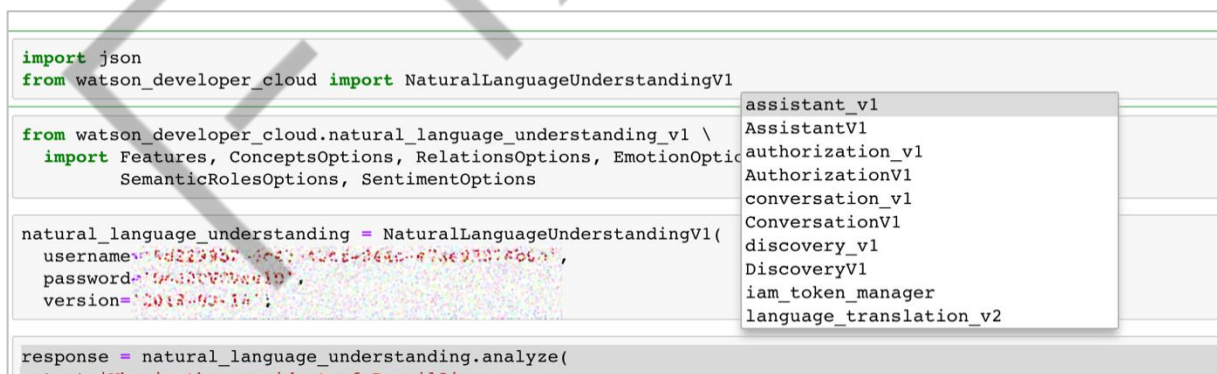 import json
from watson_developer_cloud import NaturalLanguageUnderstandingV1
assistant_v1
AssistantV1
authorization_v1
AuthorizationV1
conversation_v1
ConversationV1
discovery_v1
DiscoveryV1
iam_token_manager
language_translation_v2
from watson_developer_cloud.natural_language_understanding_v1 \
import Features, ConceptsOptions, RelationsOptions,
SemanticRolesOptions, SentimentOptions
natural_language_understanding = NaturalLanguageUnderstandingV1(
username=
password=
version=
response = natural_language_understanding.analyze(